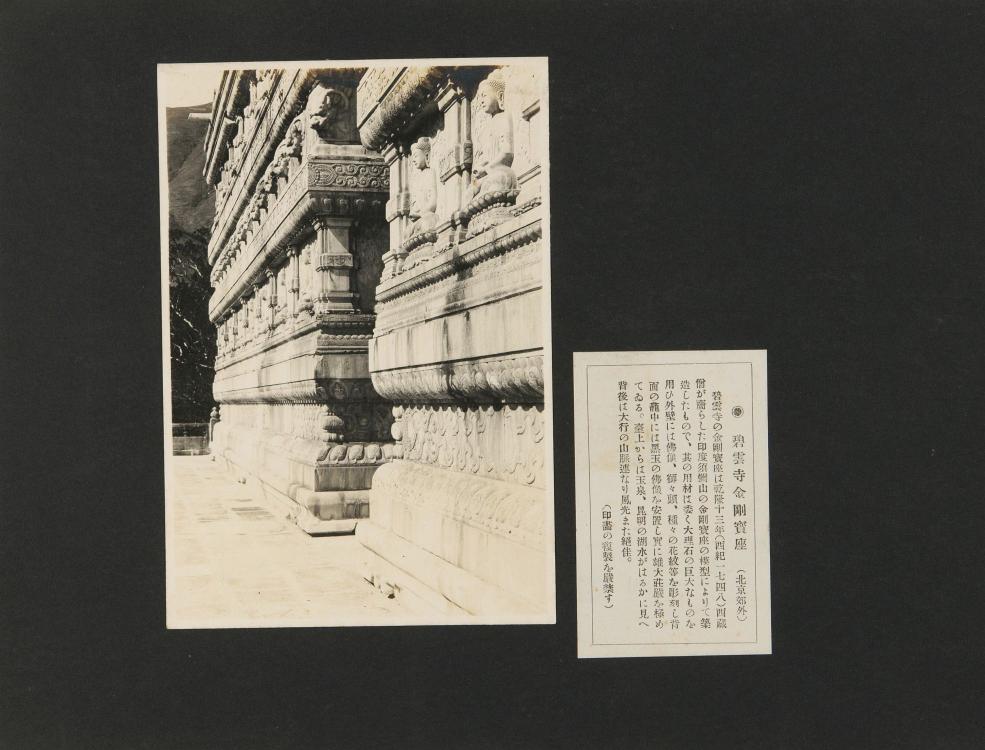 碧雲寺金剛寶座 （北京郊外）
碧雲寺の金剛寶座は乾隆十三年（西紀一七四八）西藏
僧が齎らした印度須彌山の金剛寶座の模型によりて築
造したもので、其の用材は悉く大理石の巨大なものを
用ひ外壁には佛像、獅々頭、種々の花紋等を彫刻し背
面の龕中には黑玉の佛像を安置し實に雄大莊嚴を極め
てゐる。臺上からは玉泉、昆明の湖水がはるかに見へ
背後は大行の山脈連なり風光また絕佳。
（印畵の複製を嚴禁す）